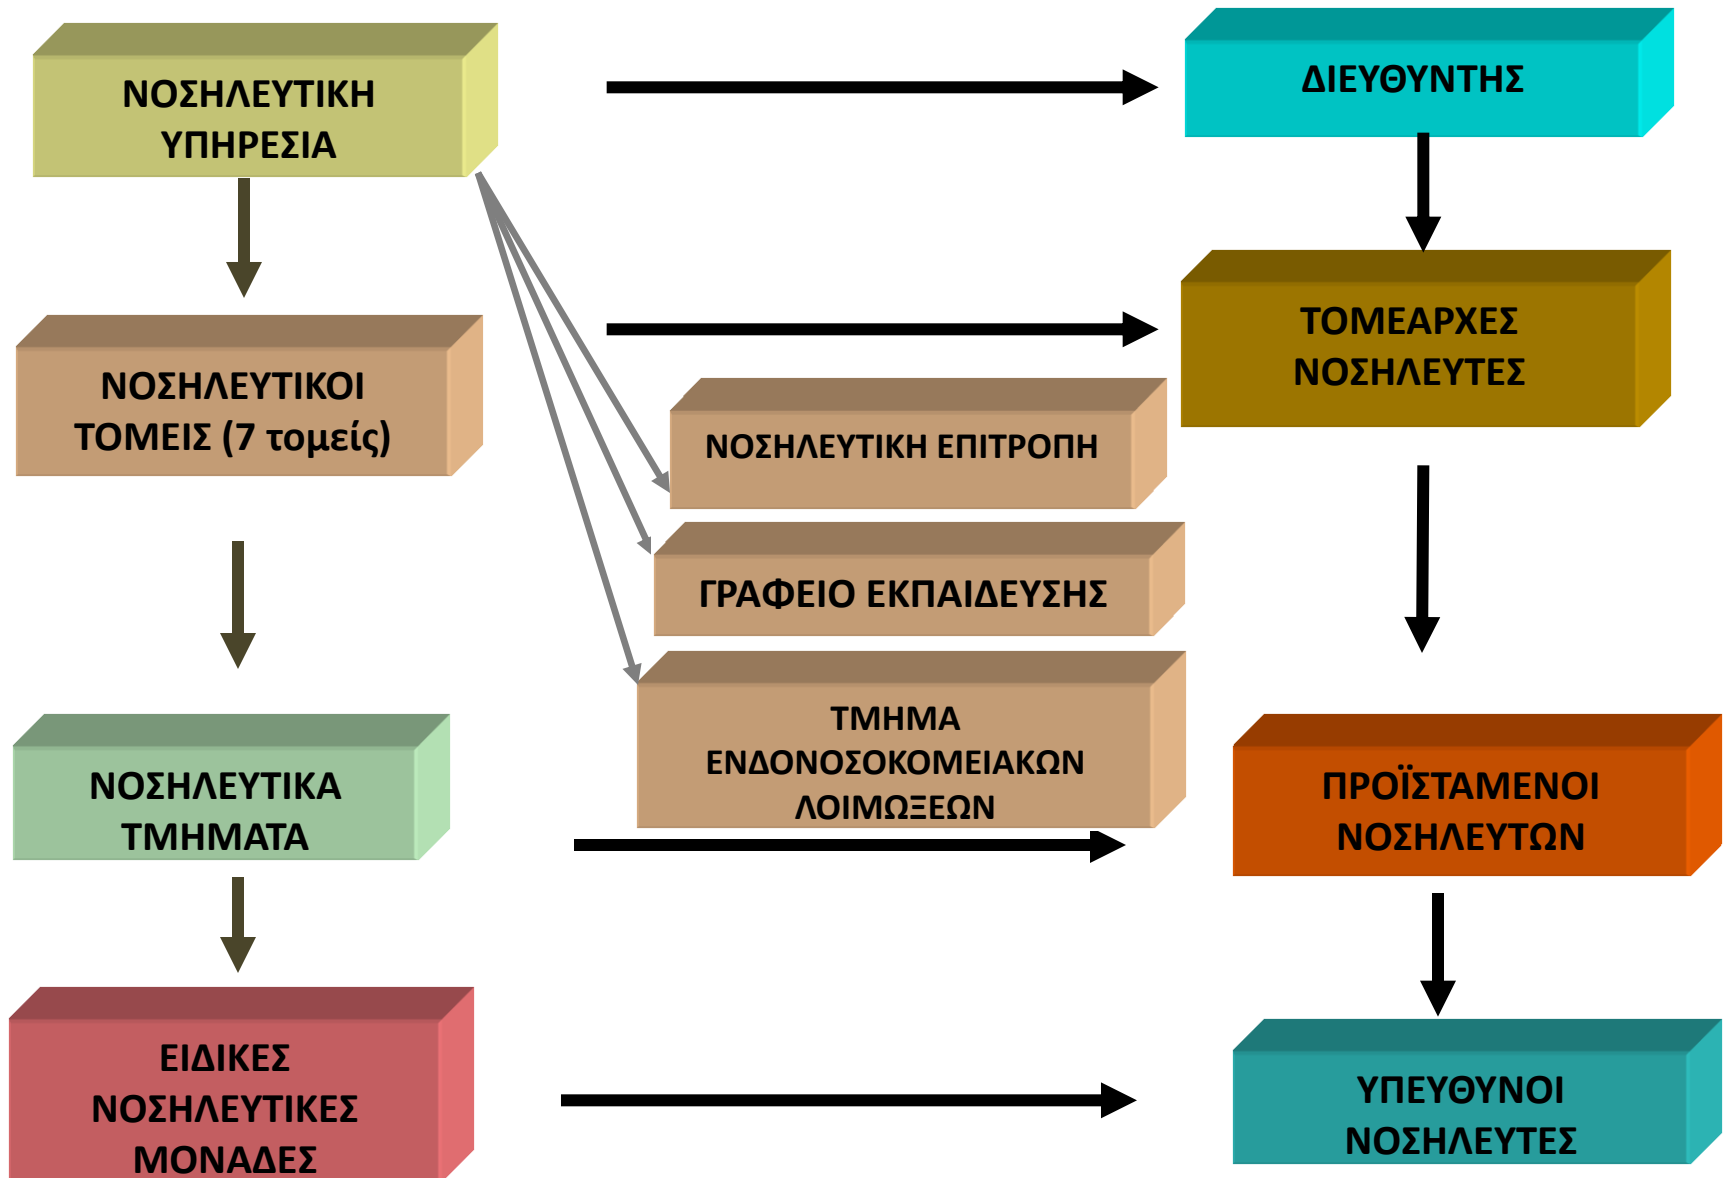 ΝΟΣΗΛΕΥΤΙΚΗ
ΥΠΗΡΕΣΙΑ
ΔΙΕΥΘΥΝΤΗΣ
ΝΟΣΗΛΕΥΤΙΚΟΙ
ΤΟΜΕΙΣ (7 τομείς)
ΤΟΜΕΑΡΧΕΣ
ΝΟΣΗΛΕΥΤΕΣ
ΝΟΣΗΛΕΥΤΙΚΗ ΕΠΙΤΡΟΠΗ
ΓΡΑΦΕΙΟ ΕΚΠΑΙΔΕΥΣΗΣ
ΤΜΗΜΑ
ΕΝΔΟΝΟΣΟΚΟΜΕΙΑΚΩΝ
ΛΟΙΜΩΞΕΩΝ
ΝΟΣΗΛΕΥΤΙΚΑ
ΤΜΗΜΑΤΑ
ΠΡΟΪΣΤΑΜΕΝΟΙ
ΝΟΣΗΛΕΥΤΩΝ
ΕΙΔΙΚΕΣ
ΝΟΣΗΛΕΥΤΙΚΕΣ
ΜΟΝΑΔΕΣ
ΥΠΕΥΘΥΝΟΙ
ΝΟΣΗΛΕΥΤΕΣ